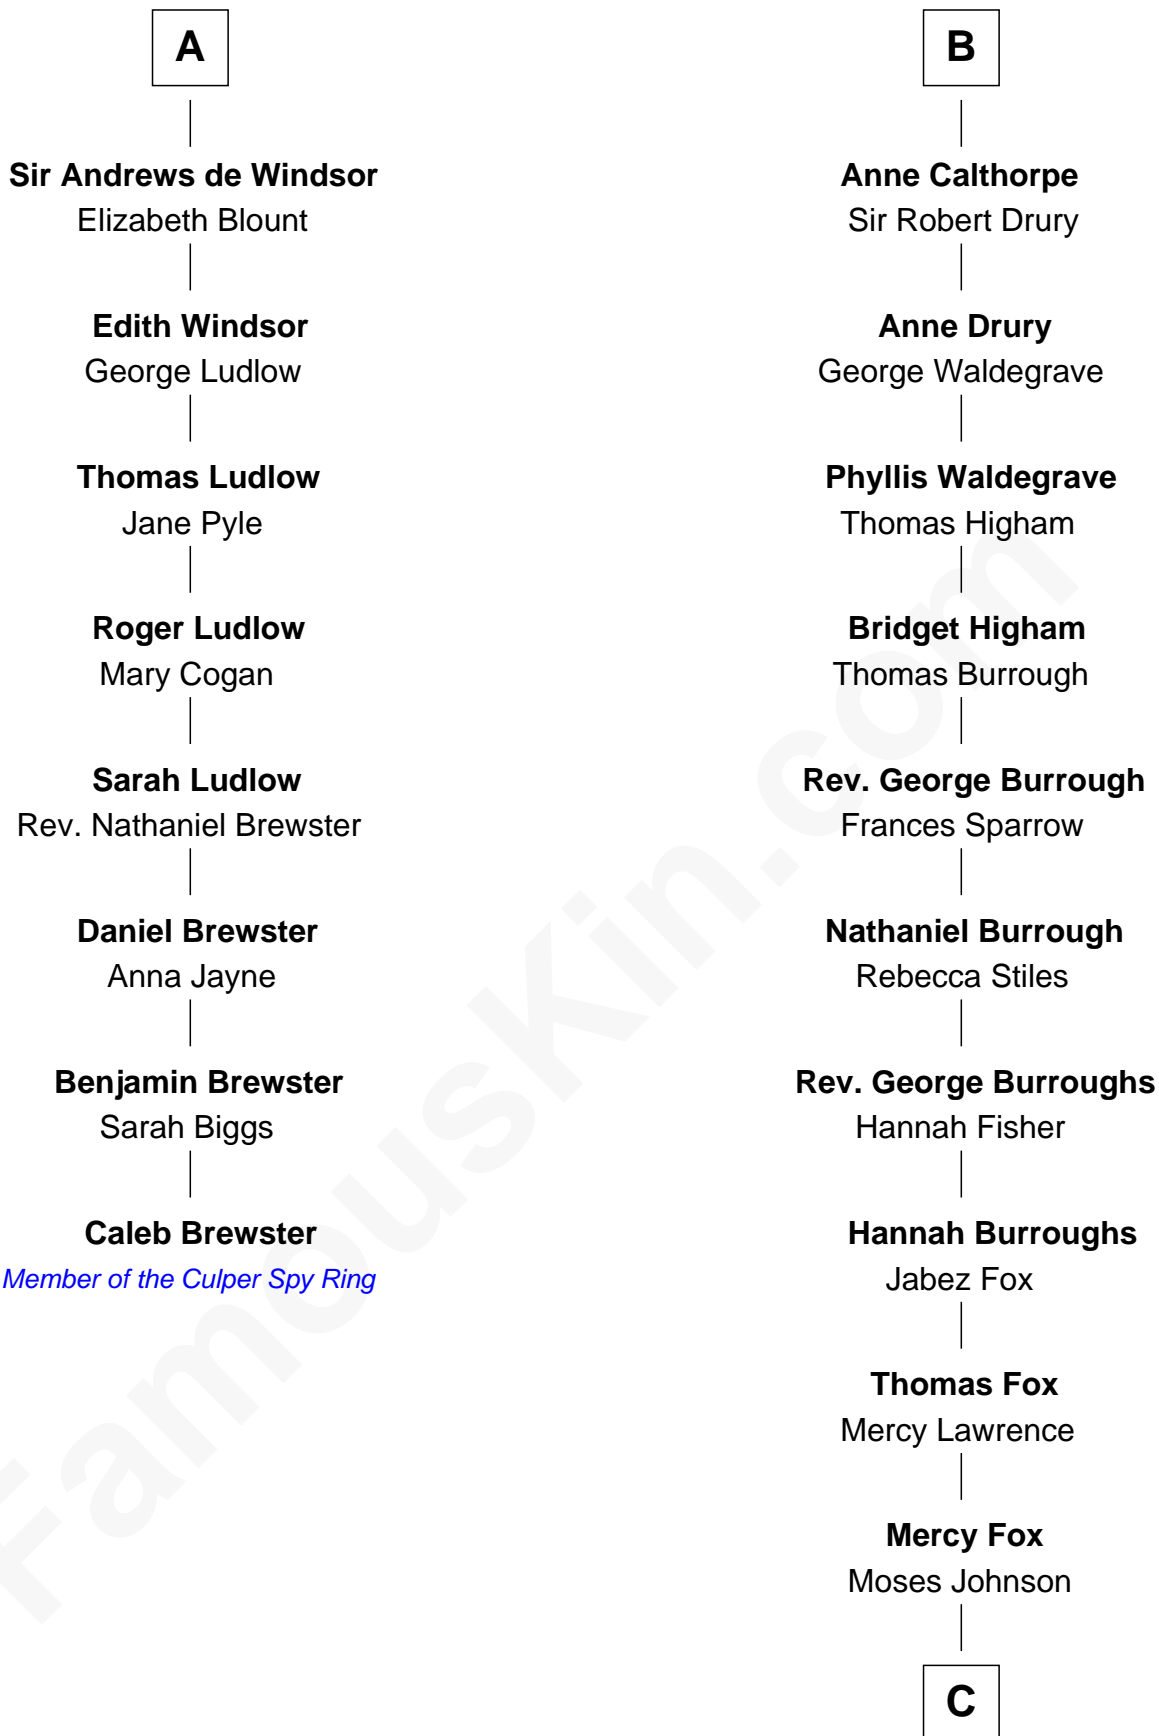 A
Sir Andrews de Windsor
Elizabeth Blount
Edith Windsor
George Ludlow
Thomas Ludlow
Jane Pyle
Roger Ludlow
Mary Cogan
Sarah Ludlow
Rev. Nathaniel Brewster
Daniel Brewster
Anna Jayne
Benjamin Brewster
Sarah Biggs
Caleb Brewster
Member of the Culper Spy Ring
B
Anne Calthorpe
Sir Robert Drury
Anne Drury
George Waldegrave
Phyllis Waldegrave
Thomas Higham
Bridget Higham
Thomas Burrough
Rev. George Burrough
Frances Sparrow
Nathaniel Burrough
Rebecca Stiles
Rev. George Burroughs
Hannah Fisher
Hannah Burroughs
Jabez Fox
Thomas Fox
Mercy Lawrence
Mercy Fox
Moses Johnson
C
FamousKin.com